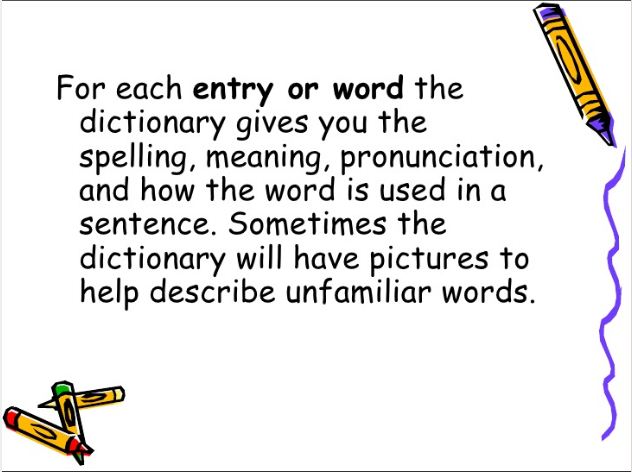 For each entry or word the
dictionary gives you the
spelling, meaning, pronunciation,
and how the word is used in a
sentence. Sometimes the
dictionary will have pictures to
help describe unfamiliar words.